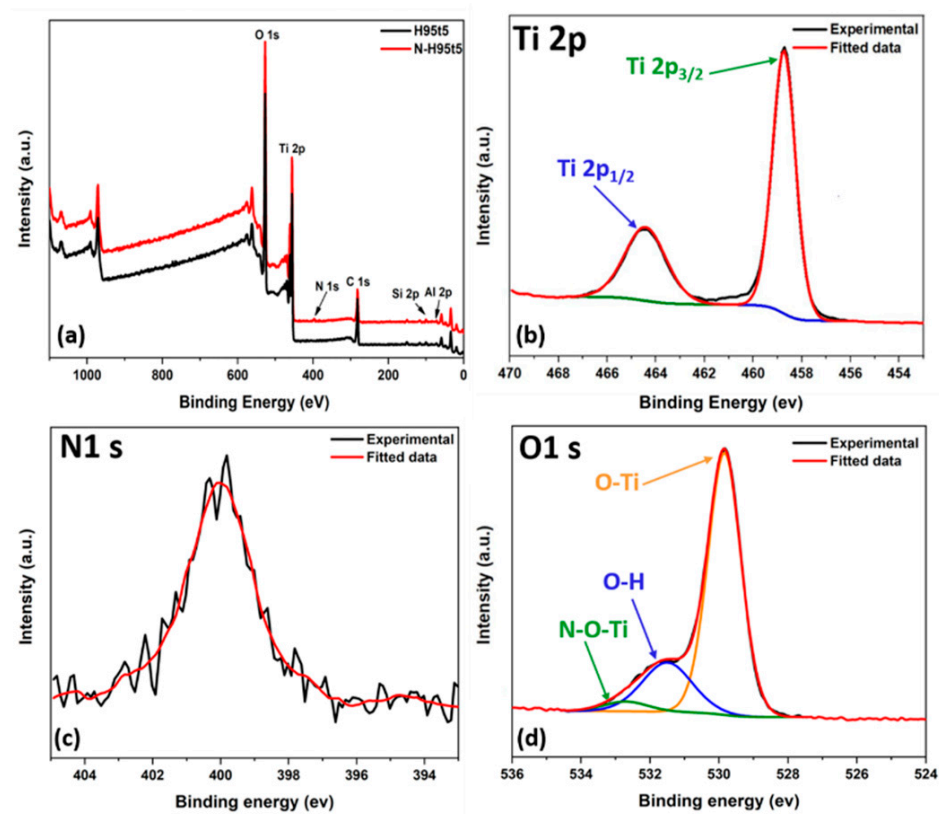 O 1s
H95t5
N-H95t5
Ti 2p
N 1s
C 1s
Si 2p
Al 2p
(a)
Intensity (a.u.)
1000
800
600
400
200
0
Binding Energy (eV)
Ti 2p
Experimental
Fitted data
Ti 2p3/2
Ti 2p1/2
(b)
Intensity (a.u.)
470
468
466
464
462
460
458
456
454
Binding Energy (ev)
N1 s
Experimental
Fitted data
(c)
Intensity (a.u.)
404
402
400
398
396
394
Binding energy (ev)
O1 s
Experimental
Fitted data
O-Ti
O-H
N-O-Ti
(d)
Intensity (a.u.)
536
534
532
530
528
526
524
Binding energy (ev)